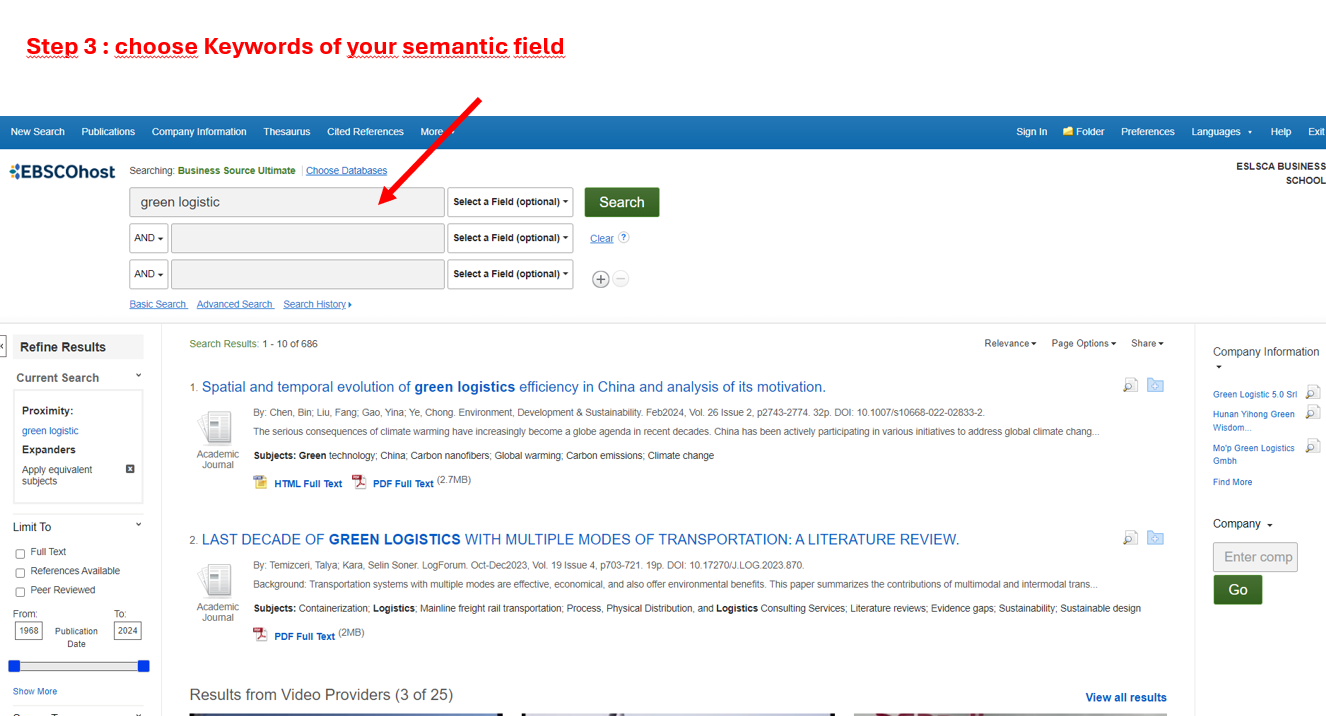 Step 3 : choose Keywords of your semantic field
New Search Publications Company Information Thesaurus Cited References More
Sign In Folder Preferences Languages Help Exit
EBSCOhost
Searching: Business Source Ultimate Choose Databases
ESLSCA BUSINESS
SCHOOL
green logistic Select a Field (optional) Search
AND Select a Field (optional) Clear ?
AND Select a Field (optional)
Basic Search Advanced Search Search History
Refine Results
Current Search
Proximity:
green logistic
Expanders
Apply equivalent
subjects
Limit To
Full Text
References Available
Peer Reviewed
From: To:
1968 Publication 2024
Date
Show More
Search Results: 1 - 10 of 686
Relevance Page Options Share
1. Spatial and temporal evolution of green logistics efficiency in China and analysis of its motivation.
By: Chen, Bin; Liu, Fang; Gao, Yina; Ye, Chong. Environment, Development & Sustainability. Feb2024, Vol. 26 Issue 2, p2743-2774. 32p. DOI: 10.1007/s10668-022-02833-2.
The serious consequences of climate warming have increasingly become a globe agenda in recent decades. China has been actively participating in various initiatives to address global climate chang...
Academic
Journal
Subjects: Green technology; China; Carbon nanofibers; Global warming; Carbon emissions; Climate change
HTML Full Text PDF Full Text (2.7MB)
2. LAST DECADE OF GREEN LOGISTICS WITH MULTIPLE MODES OF TRANSPORTATION: A LITERATURE REVIEW.
By: Temizceri, Talya; Kara, Selin Soner. LogForum. Oct-Dec2023, Vol. 19 Issue 4, p703-721. 19p. DOI: 10.17270/J.LOG.2023.870.
Background: Transportation systems with multiple modes are effective, economical, and also offer environmental benefits. This paper summarizes the contributions of multimodal and intermodal trans...
Academic
Journal
Subjects: Containerization; Logistics; Mainline freight rail transportation; Process, Physical Distribution, and Logistics Consulting Services; Literature reviews; Evidence gaps; Sustainability; Sustainable design
PDF Full Text (2MB)
Results from Video Providers (3 of 25)
View all results
Company Information
Green Logistic 5.0 Srl
Hunan Yihong Green
Wisdom...
Mo'p Green Logistics
Gmbh
Find More
Company
Enter comp
Go